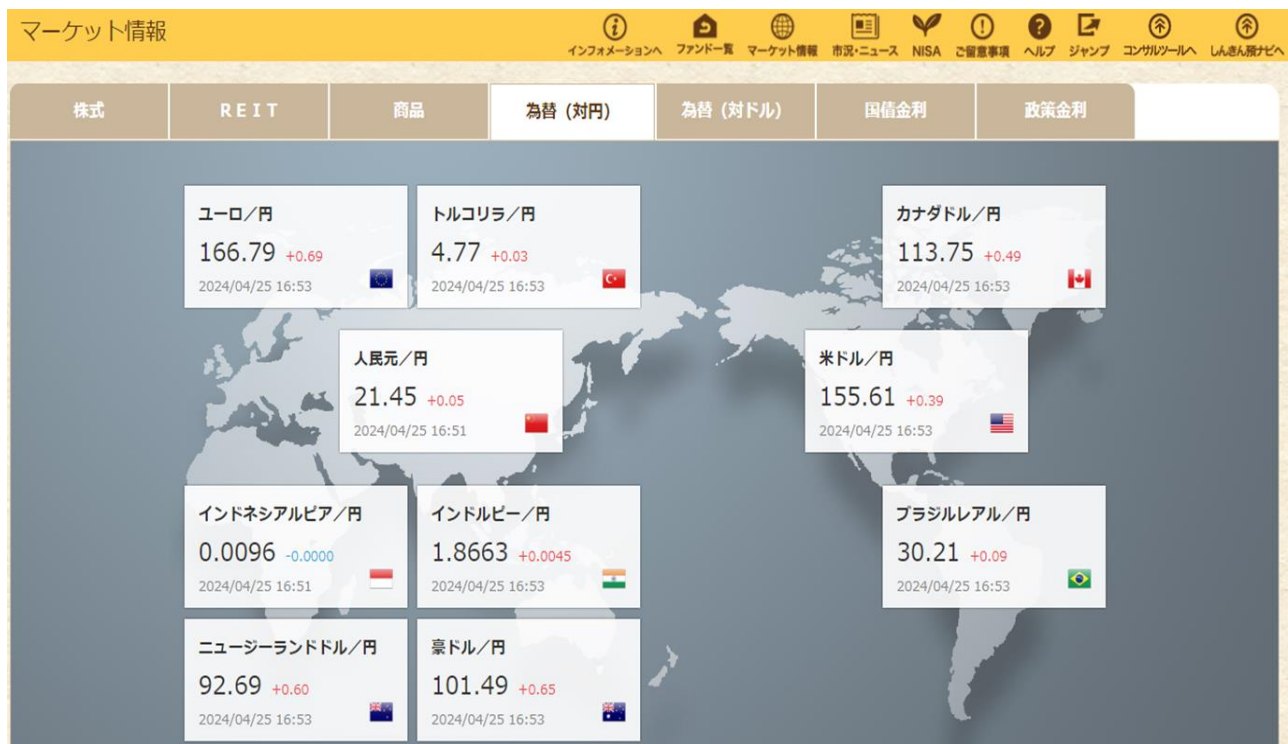 マーケット情報
インフォメーションへ ファンド一覧 マーケット情報 市況・ニュース NISA ご留意事項 ヘルプ ジャンプ コンサルツールへ しんきん預ナビへ
株式 REIT 商品 為替（対円） 為替（対ドル） 国債金利 政策金利
ユーロ／円
166.79 +0.69
2024/04/25 16:53
トルコリラ／円
4.77 +0.03
2024/04/25 16:53
カナダドル／円
113.75 +0.49
2024/04/25 16:53
人民元／円
21.45 +0.05
2024/04/25 16:51
米ドル／円
155.61 +0.39
2024/04/25 16:53
インドネシアルピア／円
0.0096 -0.0000
2024/04/25 16:51
インドルピー／円
1.8663 +0.0045
2024/04/25 16:53
ブラジルレアル／円
30.21 +0.09
2024/04/25 16:53
ニュージーランドドル／円
92.69 +0.60
2024/04/25 16:53
豪ドル／円
101.49 +0.65
2024/04/25 16:53